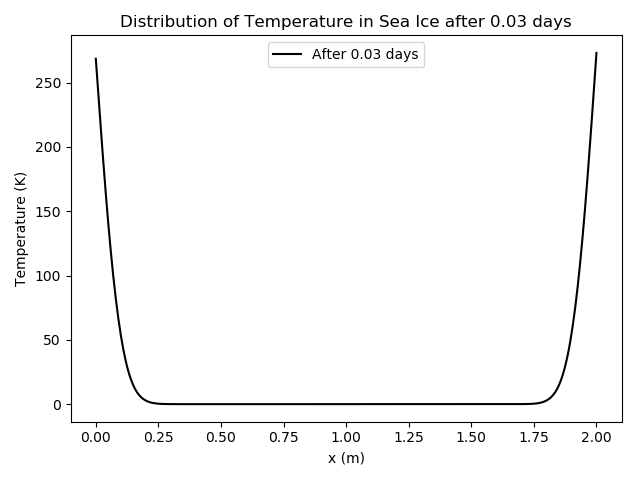 Distribution of Temperature in Sea Ice after 0.03 days
After 0.03 days
Temperature (K)
250
200
150
100
50
0
0.00 0.25 0.50 0.75 1.00 1.25 1.50 1.75 2.00
x (m)